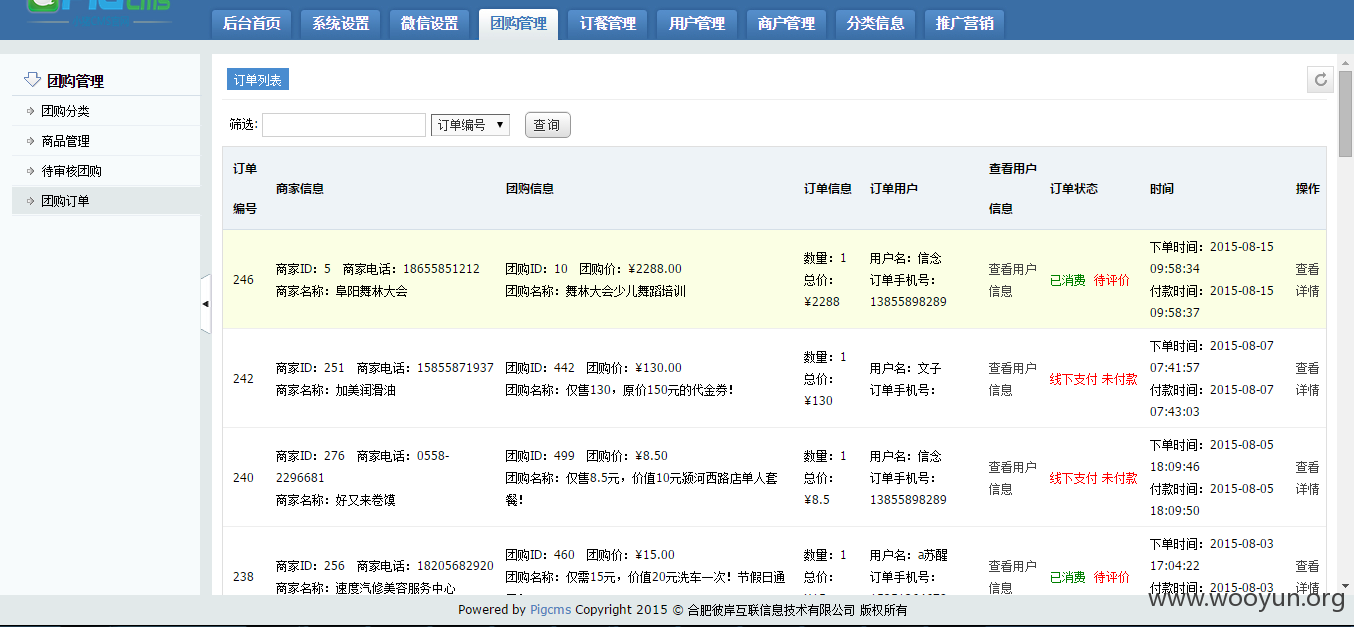 Pigcms
后台首页 系统设置 微信设置 团购管理 订餐管理 用户管理 商户管理 分类信息 推广营销
团购管理
团购分类
商品管理
待审核团购
团购订单
订单列表
筛选: 订单编号 ▼ 查询
订单编号 商家信息 团购信息 订单信息 订单用户 查看用户信息 订单状态 时间 操作
246
商家ID：5 商家电话：18655851212
商家名称：阜阳舞林大会
团购ID：10 团购价：¥2288.00
团购名称：舞林大会少儿舞蹈培训
数量：1
总价：
¥2288
用户名：信念
订单手机号：
13855898289
查看用户
信息
已消费 待评价
下单时间：2015-08-15
09:58:34
付款时间：2015-08-15
09:58:37
查看
详情
242
商家ID：251 商家电话：15855871937
商家名称：加美润滑油
团购ID：442 团购价：¥130.00
团购名称：仅售130，原价150元的代金券！
数量：1
总价：
¥130
用户名：文子
订单手机号：
查看用户
信息
线下支付 未付款
下单时间：2015-08-07
07:41:57
付款时间：2015-08-07
07:43:03
查看
详情
240
商家ID：276 商家电话：0558-
2296681
商家名称：好又来卷馍
团购ID：499 团购价：¥8.50
团购名称：仅售8.5元，价值10元颍河西路店单人套
餐！
数量：1
总价：
¥8.5
用户名：信念
订单手机号：
13855898289
查看用户
信息
线下支付 未付款
下单时间：2015-08-05
18:09:46
付款时间：2015-08-05
18:09:50
查看
详情
238
商家ID：256 商家电话：18205682920
商家名称：速度汽修美容服务中心
团购ID：460 团购价：¥15.00
团购名称：仅需15元，价值20元洗车一次！节假日通
数量：1
总价：
用户名：a苏醒
订单手机号：
查看用户
信息
已消费 待评价
下单时间：2015-08-03
17:04:22
付款时间：2015-08-03
查看
详情
Powered by Pigcms Copyright 2015 © 合肥彼岸互联信息技术有限公司 版权所有
www.wooyun.org